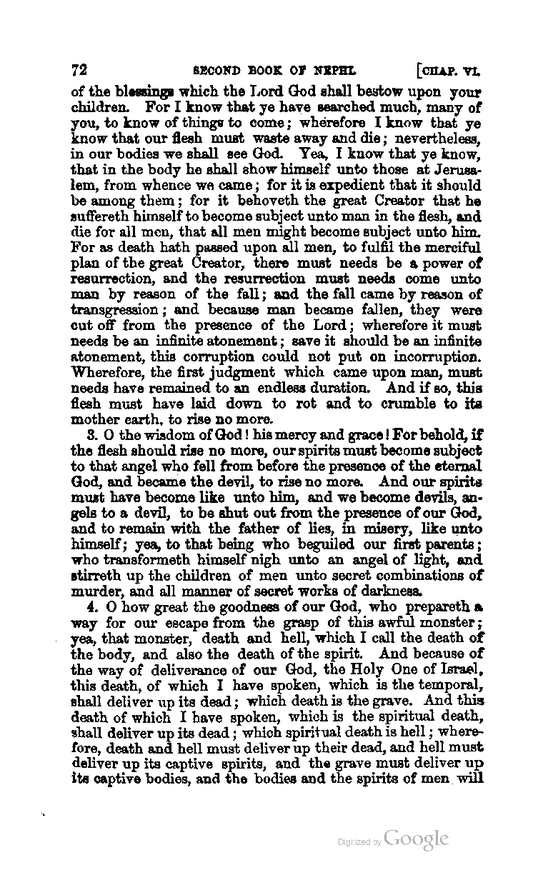 72 SECOND BOOK OF NEPHI. [CHAP. VI.
of the blessings which the Lord God shall bestow upon your
children. For I know that ye have searched much, many of
you, to know of things to come; wherefore I know that ye
know that our flesh must waste away and die; nevertheless,
in our bodies we shall see God. Yea, I know that ye know,
that in the body he shall show himself unto those at Jerusa-
lem, from whence we came; for it is expedient that it should
be among them; for it behoveth the great Creator that he
suffereth himself to become subject unto man in the flesh, and
die for all men, that all men might become subject unto him.
For as death hath passed upon all men, to fulfil the merciful
plan of the great Creator, there must needs be a power of
resurrection, and the resurrection must needs come unto
man by reason of the fall; and the fall came by reason of
transgression; and because man became fallen, they were
cut off from the presence of the Lord; wherefore it must
needs be an infinite atonement; save it should be an infinite
atonement, this corruption could not put on incorruption.
Wherefore, the first judgment which came upon man, must
needs have remained to an endless duration. And if so, this
flesh must have laid down to rot and to crumble to its
mother earth, to rise no more.
3. O the wisdom of God! his mercy and grace! For behold, if
the flesh should rise no more, our spirits must become subject
to that angel who fell from before the presence of the eternal
God, and became the devil, to rise no more. And our spirits
must have become like unto him, and we become devils, an-
gels to a devil, to be shut out from the presence of our God,
and to remain with the father of lies, in misery, like unto
himself; yea, to that being who beguiled our first parents;
who transformeth himself nigh unto an angel of light, and
stirreth up the children of men unto secret combinations of
murder, and all manner of secret works of darkness.
4. O how great the goodness of our God, who prepareth a
way for our escape from the grasp of this awful monster;
yea, that monster, death and hell, which I call the death of
the body, and also the death of the spirit. And because of
the way of deliverance of our God, the Holy One of Israel,
this death, of which I have spoken, which is the temporal,
shall deliver up its dead; which death is the grave. And this
death of which I have spoken, which is the spiritual death,
shall deliver up its dead; which spiritual death is hell; where-
fore, death and hell must deliver up their dead, and hell must
deliver up its captive spirits, and the grave must deliver up
its captive bodies, and the bodies and the spirits of men will
Digitized by Google